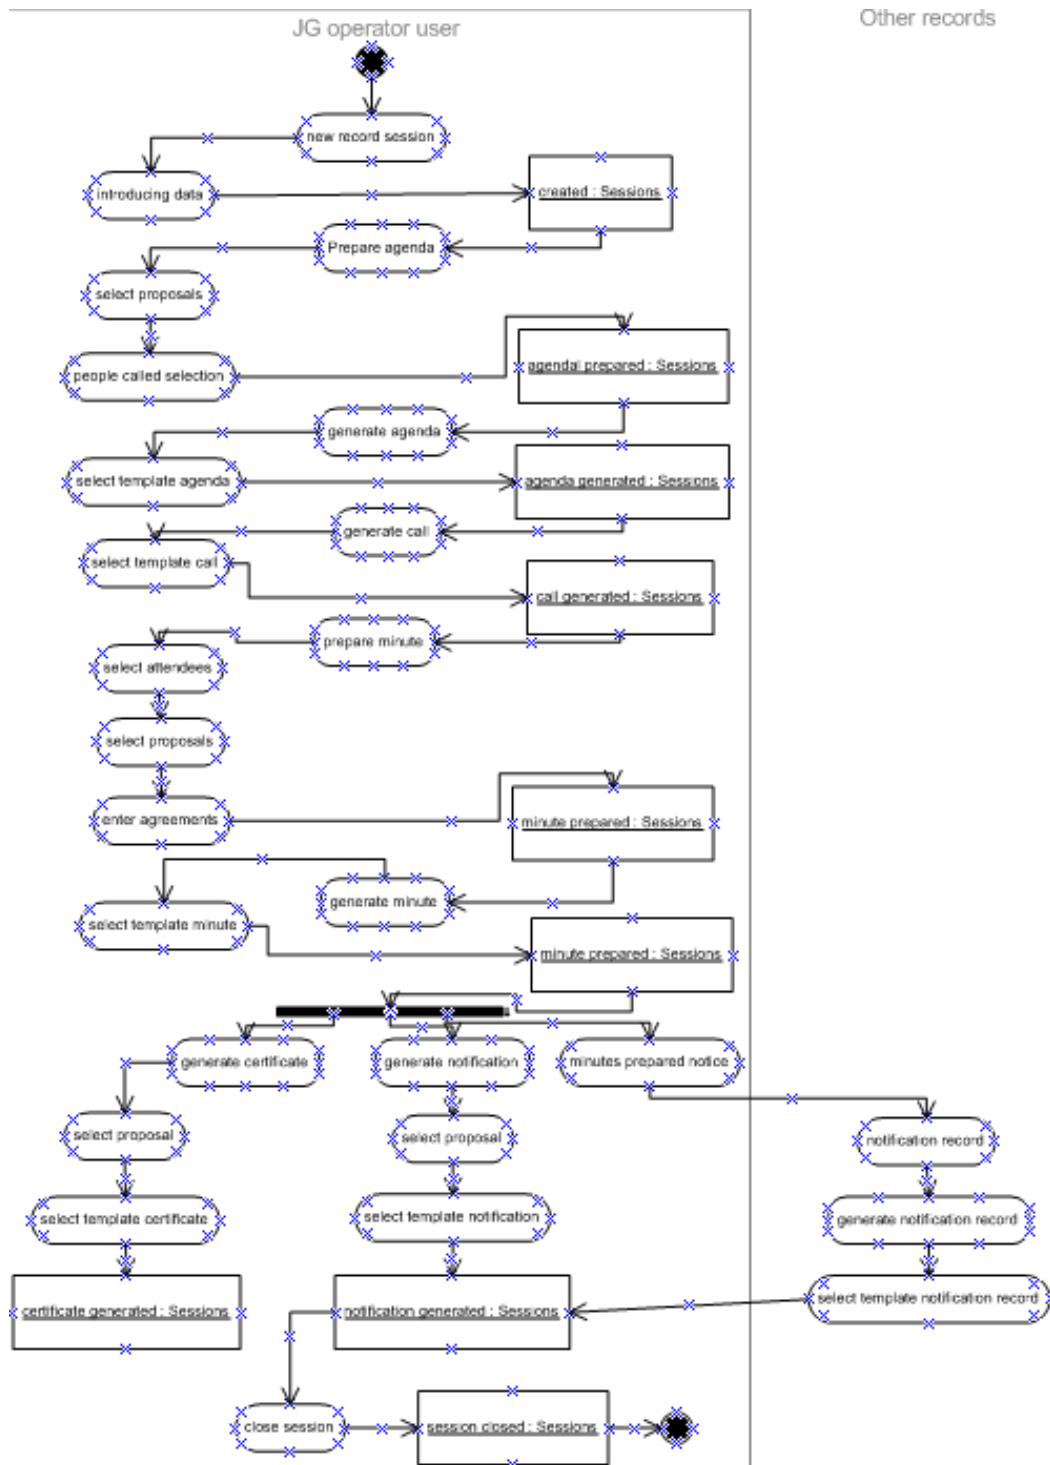 JG operator user
Other records
new record session
introducing data
created : Sessions
Prepare agenda
select proposals
people called selection
agendal prepared : Sessions
generate agenda
select template agenda
agenda generated : Sessions
generate call
select template call
call generated : Sessions
prepare minute
select attendees
select proposals
enter agreements
minute prepared : Sessions
generate minute
select template minute
minute prepared : Sessions
generate certificate
generate notification
minutes prepared notice
select proposal
select proposal
notification record
select template certificate
select template notification
generate notification record
certificate generated : Sessions
notification generated : Sessions
select template notification record
close session
session closed : Sessions